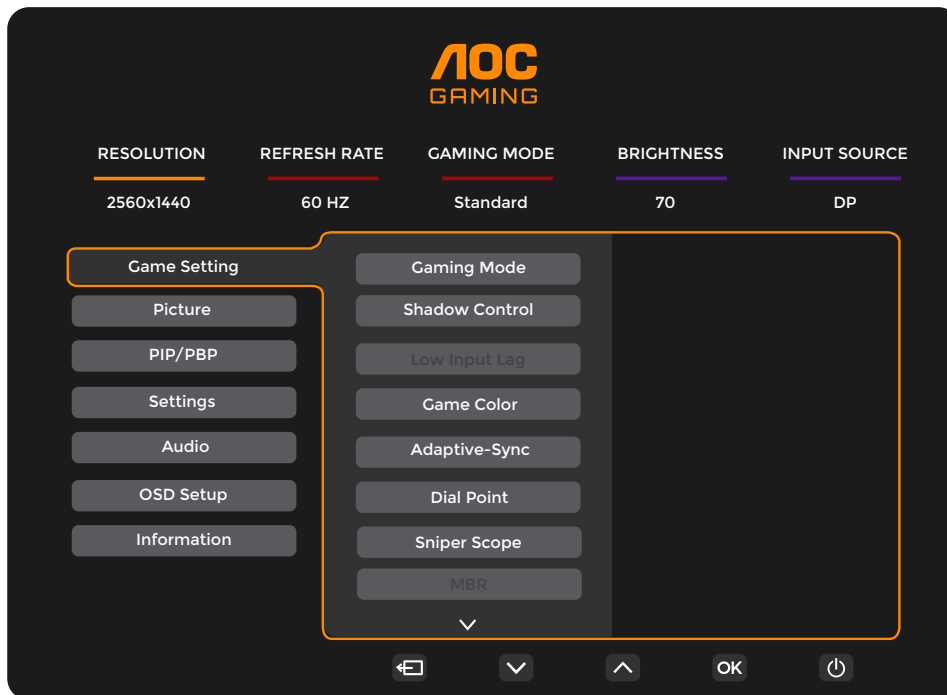 AOC
GAMING
RESOLUTION REFRESH RATE GAMING MODE BRIGHTNESS INPUT SOURCE
2560x1440 60 HZ Standard 70 DP
Game Setting
Picture
PIP/PBP
Settings
Audio
OSD Setup
Information
Gaming Mode
Shadow Control
Low Input Lag
Game Color
Adaptive-Sync
Dial Point
Sniper Scope
MBR
OK